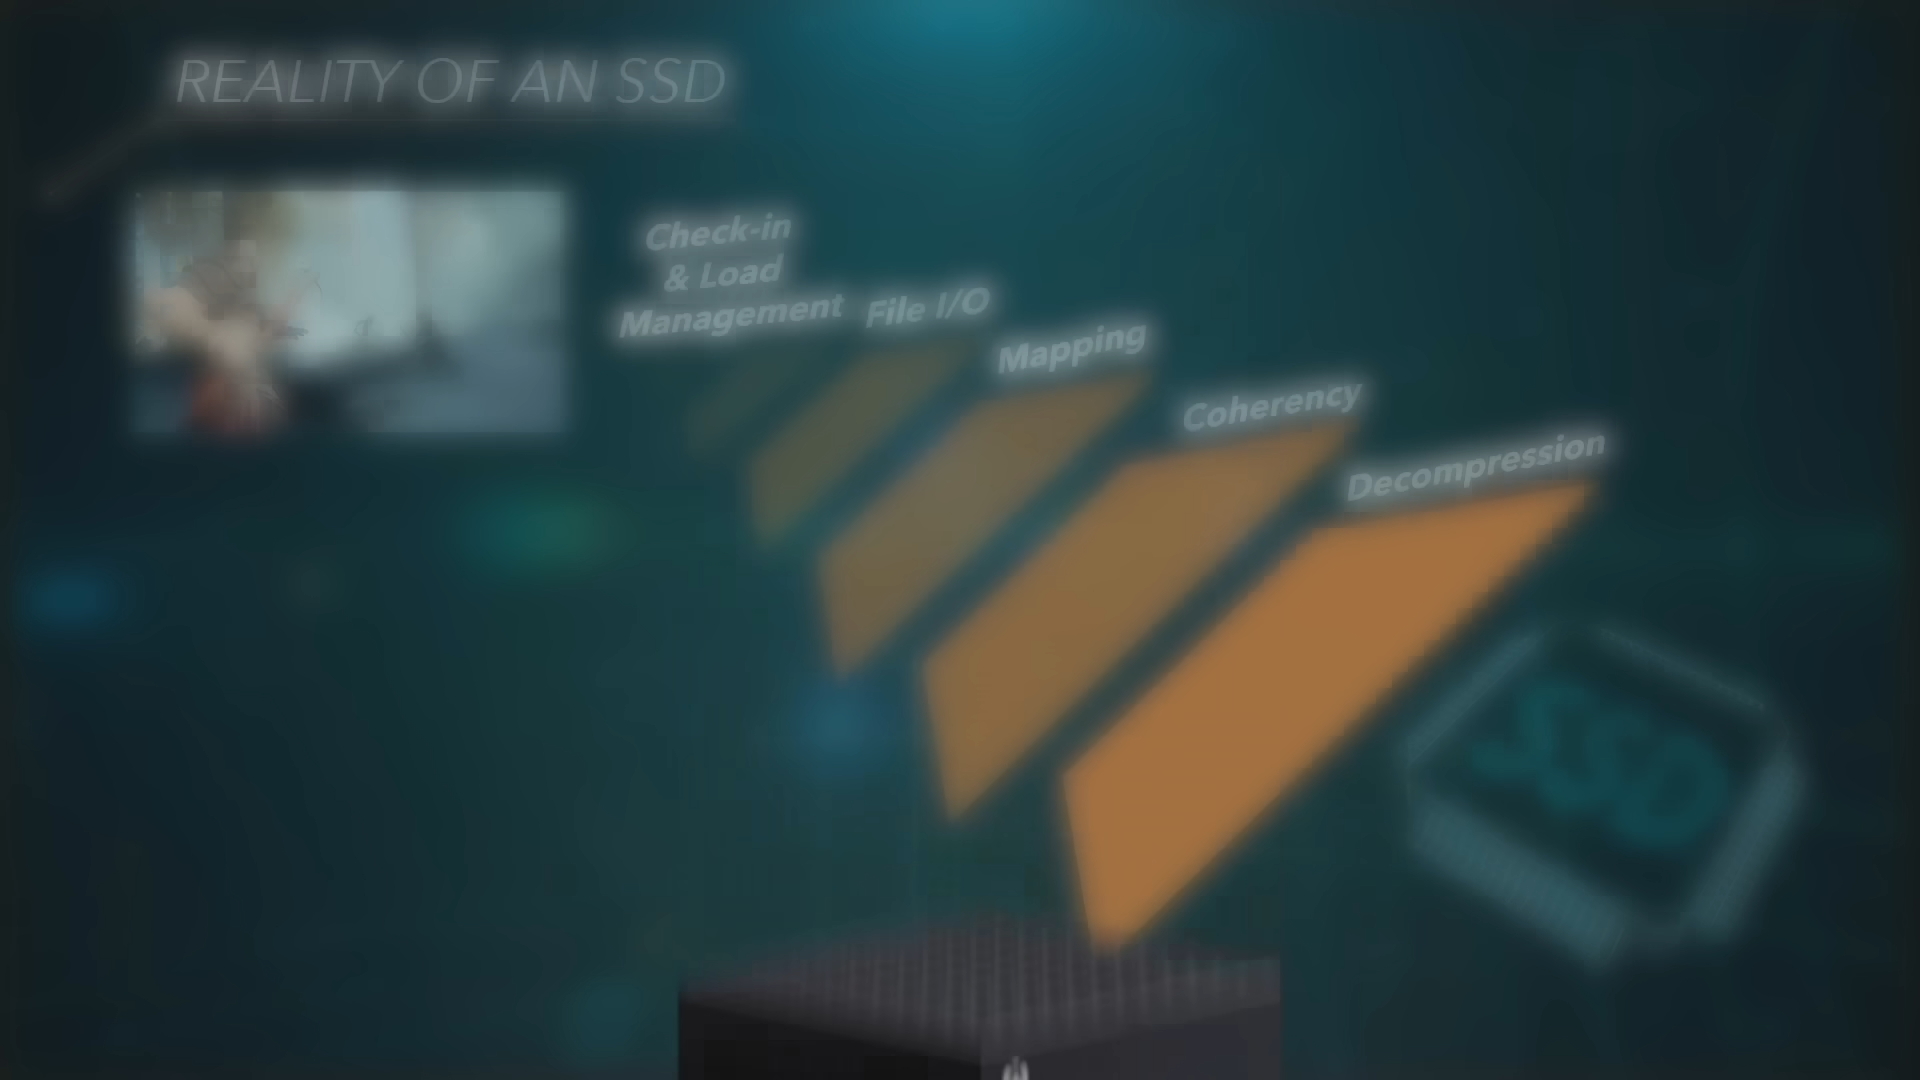 REALITY OF AN SSD
Check-in
& Load
Management
File I/O
Mapping
Coherency
Decompression
SSD